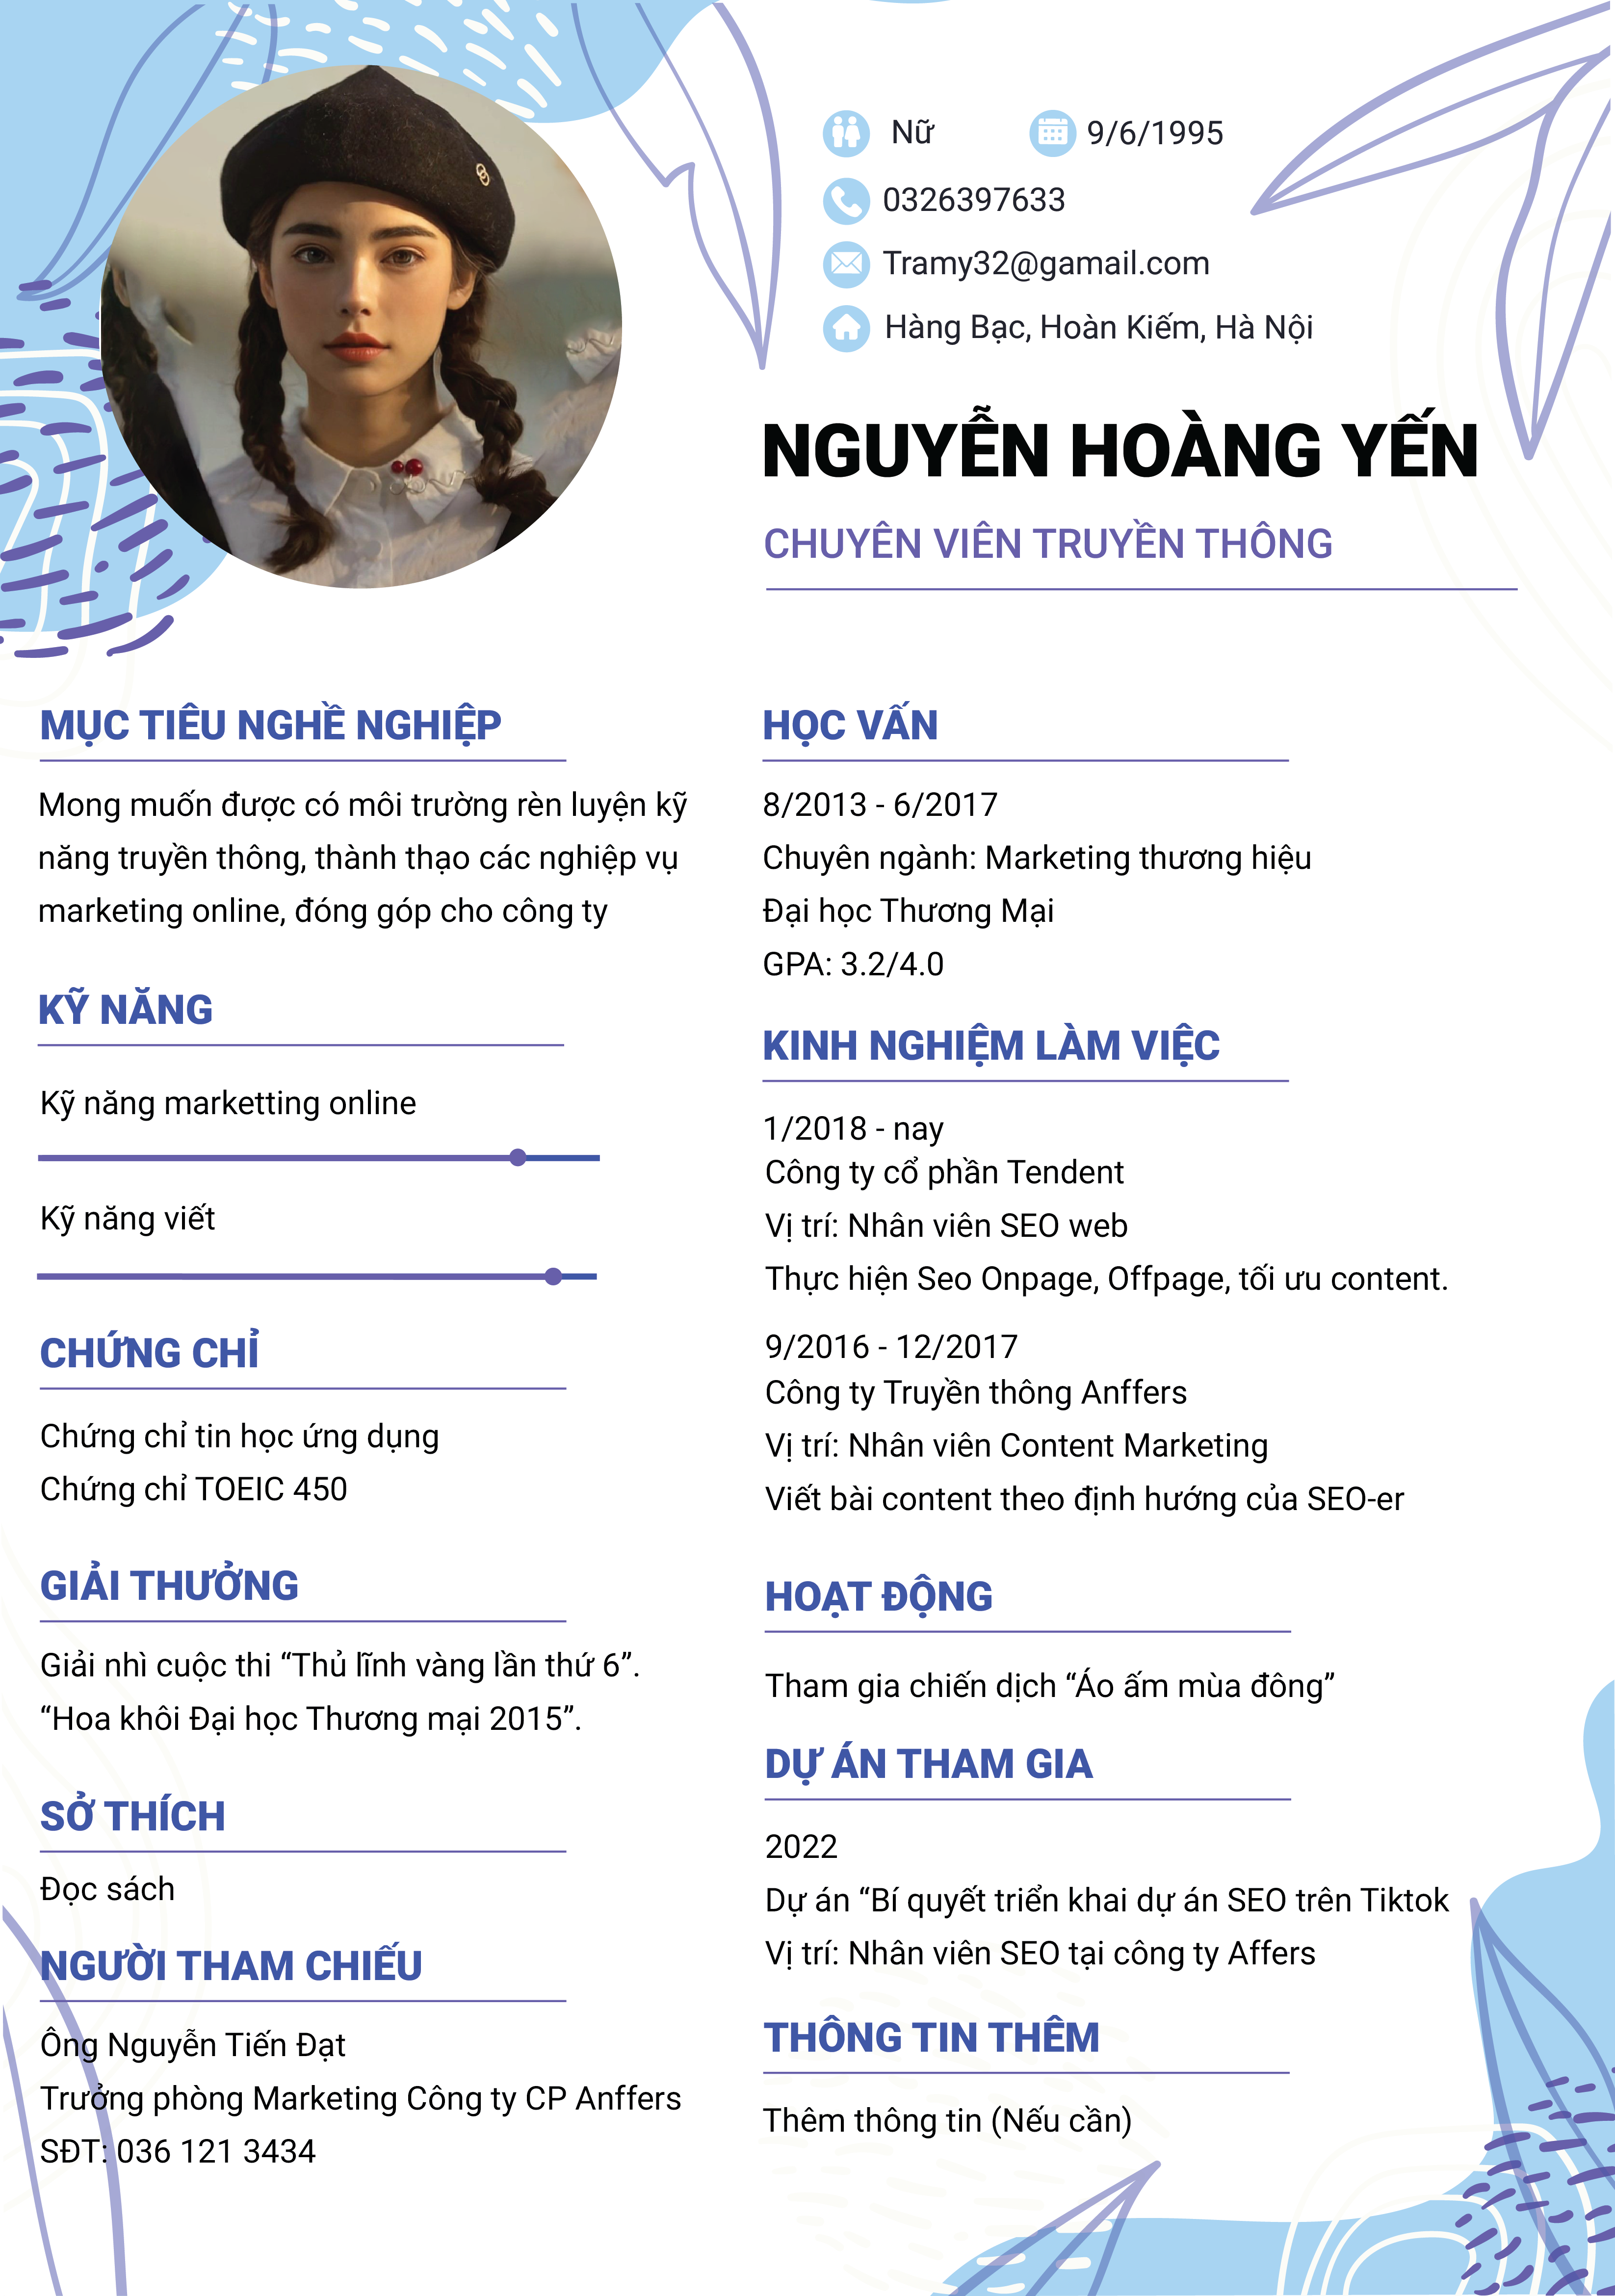 Nữ 9/6/1995
0326397633
Tramy32@gamail.com
Hàng Bạc, Hoàn Kiếm, Hà Nội
NGUYỄN HOÀNG YẾN
CHUYÊN VIÊN TRUYỀN THÔNG
MỤC TIÊU NGHỀ NGHIỆP
Mong muốn được có môi trường rèn luyện kỹ
năng truyền thông, thành thạo các nghiệp vụ
marketing online, đóng góp cho công ty
KỸ NĂNG
Kỹ năng marketting online
Kỹ năng viết
CHỨNG CHỈ
Chứng chỉ tin học ứng dụng
Chứng chỉ TOEIC 450
GIẢI THƯỞNG
Giải nhì cuộc thi “Thủ lĩnh vàng lần thứ 6”.
“Hoa khôi Đại học Thương mại 2015”.
SỞ THÍCH
Đọc sách
NGƯỜI THAM CHIẾU
Ông Nguyễn Tiến Đạt
Trưởng phòng Marketing Công ty CP Anffers
SĐT: 036 121 3434
HỌC VẤN
8/2013 - 6/2017
Chuyên ngành: Marketing thương hiệu
Đại học Thương Mại
GPA: 3.2/4.0
KINH NGHIỆM LÀM VIỆC
1/2018 - nay
Công ty cổ phần Tendent
Vị trí: Nhân viên SEO web
Thực hiện Seo Onpage, Offpage, tối ưu content.
9/2016 - 12/2017
Công ty Truyền thông Anffers
Vị trí: Nhân viên Content Marketing
Viết bài content theo định hướng của SEO-er
HOẠT ĐỘNG
Tham gia chiến dịch “Áo ấm mùa đông”
DỰ ÁN THAM GIA
2022
Dự án “Bí quyết triển khai dự án SEO trên Tiktok
Vị trí: Nhân viên SEO tại công ty Affers
THÔNG TIN THÊM
Thêm thông tin (Nếu cần)